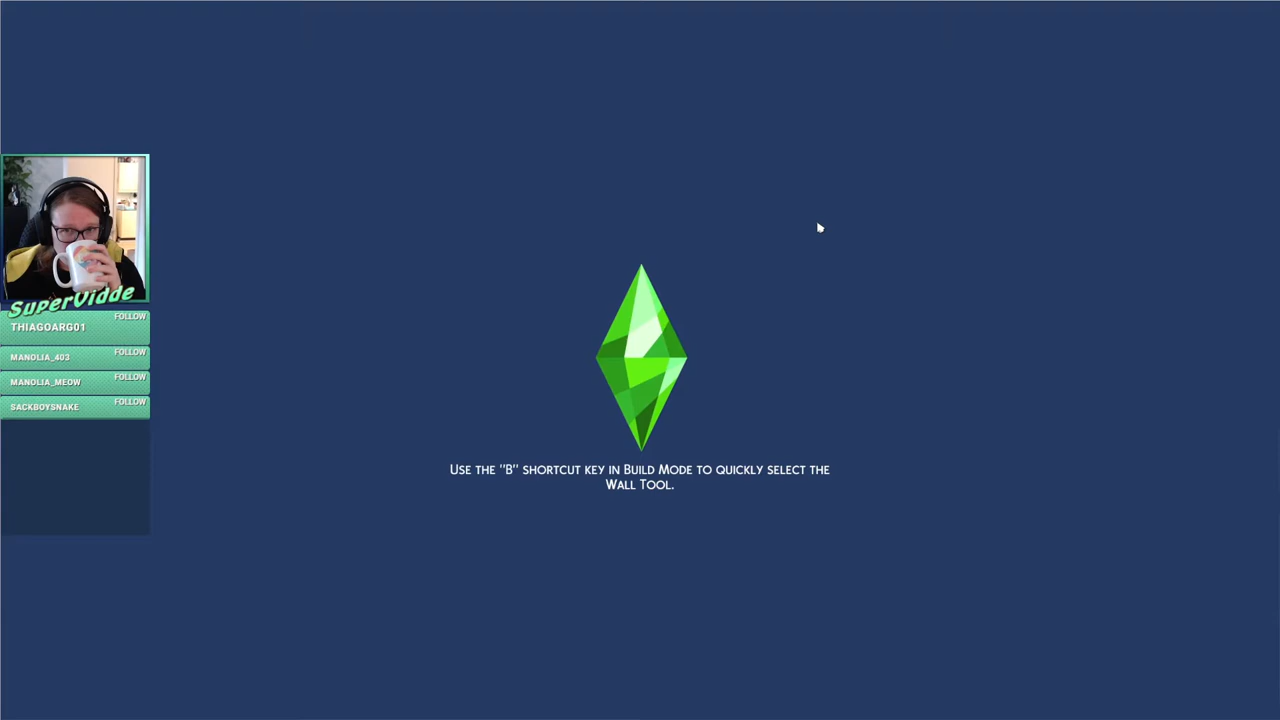 SuperVidde
FOLLOW
THIAGOARG01
FOLLOW
MANOLIA_403
FOLLOW
MANOLIA_MEOW
FOLLOW
SACKBOYSNAKE
USE THE "B" SHORTCUT KEY IN BUILD MODE TO QUICKLY SELECT THE
WALL TOOL.